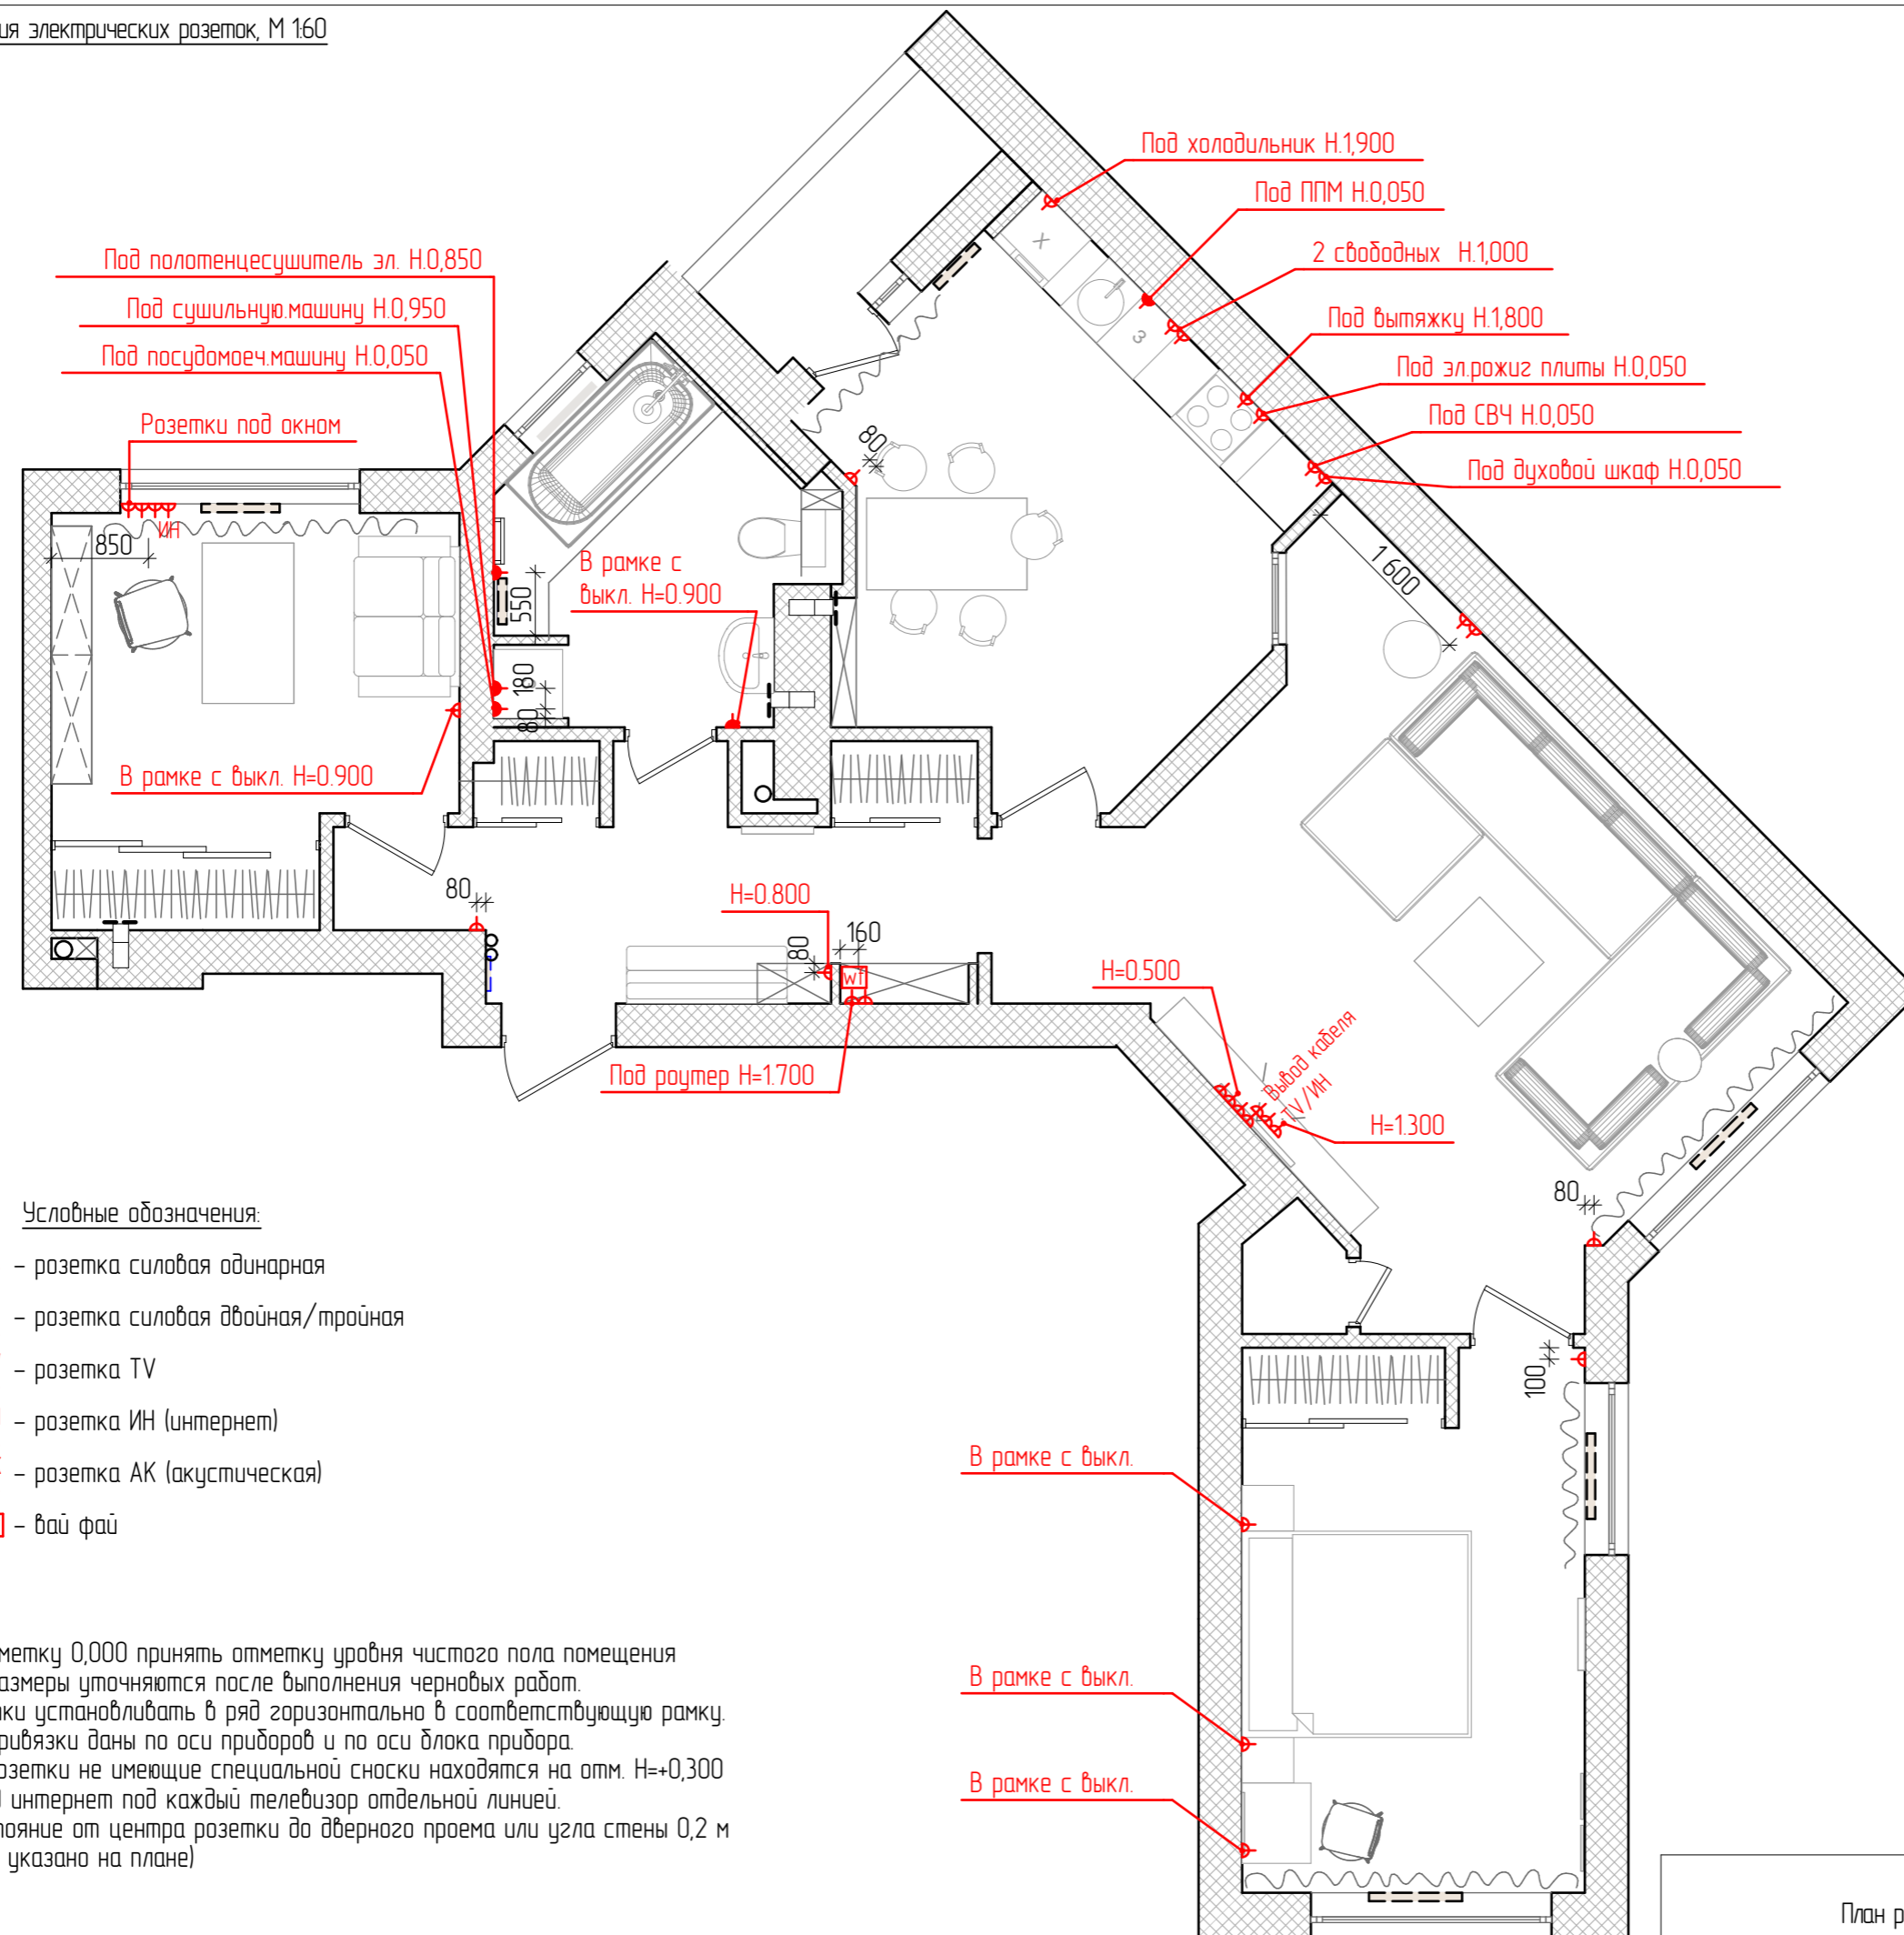 ия электрических розеток, М 1:60
Под холодильник Н.1,900
Под ППМ Н.0,050
2 свободных Н.1,000
Под вытяжку Н.1,800
Под эл.рожиг плиты Н.0,050
Под СВЧ Н.0,050
Под духовой шкаф Н.0,050
Под полотенцесушитель эл. Н.0,850
Под сушильную.машину Н.0,950
Под посудомоеч.машину Н.0,050
Розетки под окном
ИН
850
Х
З
80
1 600
В рамке с
выкл. Н=0.900
550
180
80
В рамке с выкл. Н=0.900
80
Н=0.800
80
160
wf
Под роутер Н=1.700
Н=0.500
Вывод кабеля
TV/ИН
Н=1.300
80
100
Условные обозначения:
– розетка силовая одинарная
– розетка силовая двойная/тройная
– розетка TV
– розетка ИН (интернет)
– розетка АК (акустическая)
– вай фай
В рамке с выкл.
В рамке с выкл.
В рамке с выкл.
метку 0,000 принять отметку уровня чистого пола помещения
азмеры уточняются после выполнения черновых работ.
ки установливать в ряд горизонтально в соответствующую рамку.
ривязки даны по оси приборов и по оси блока прибора.
озетки не имеющие специальной сноски находятся на отм. Н=+0,300
интернет под каждый телевизор отдельной линией.
тояние от центра розетки до дверного проема или угла стены 0,2 м
указано на плане)
План р